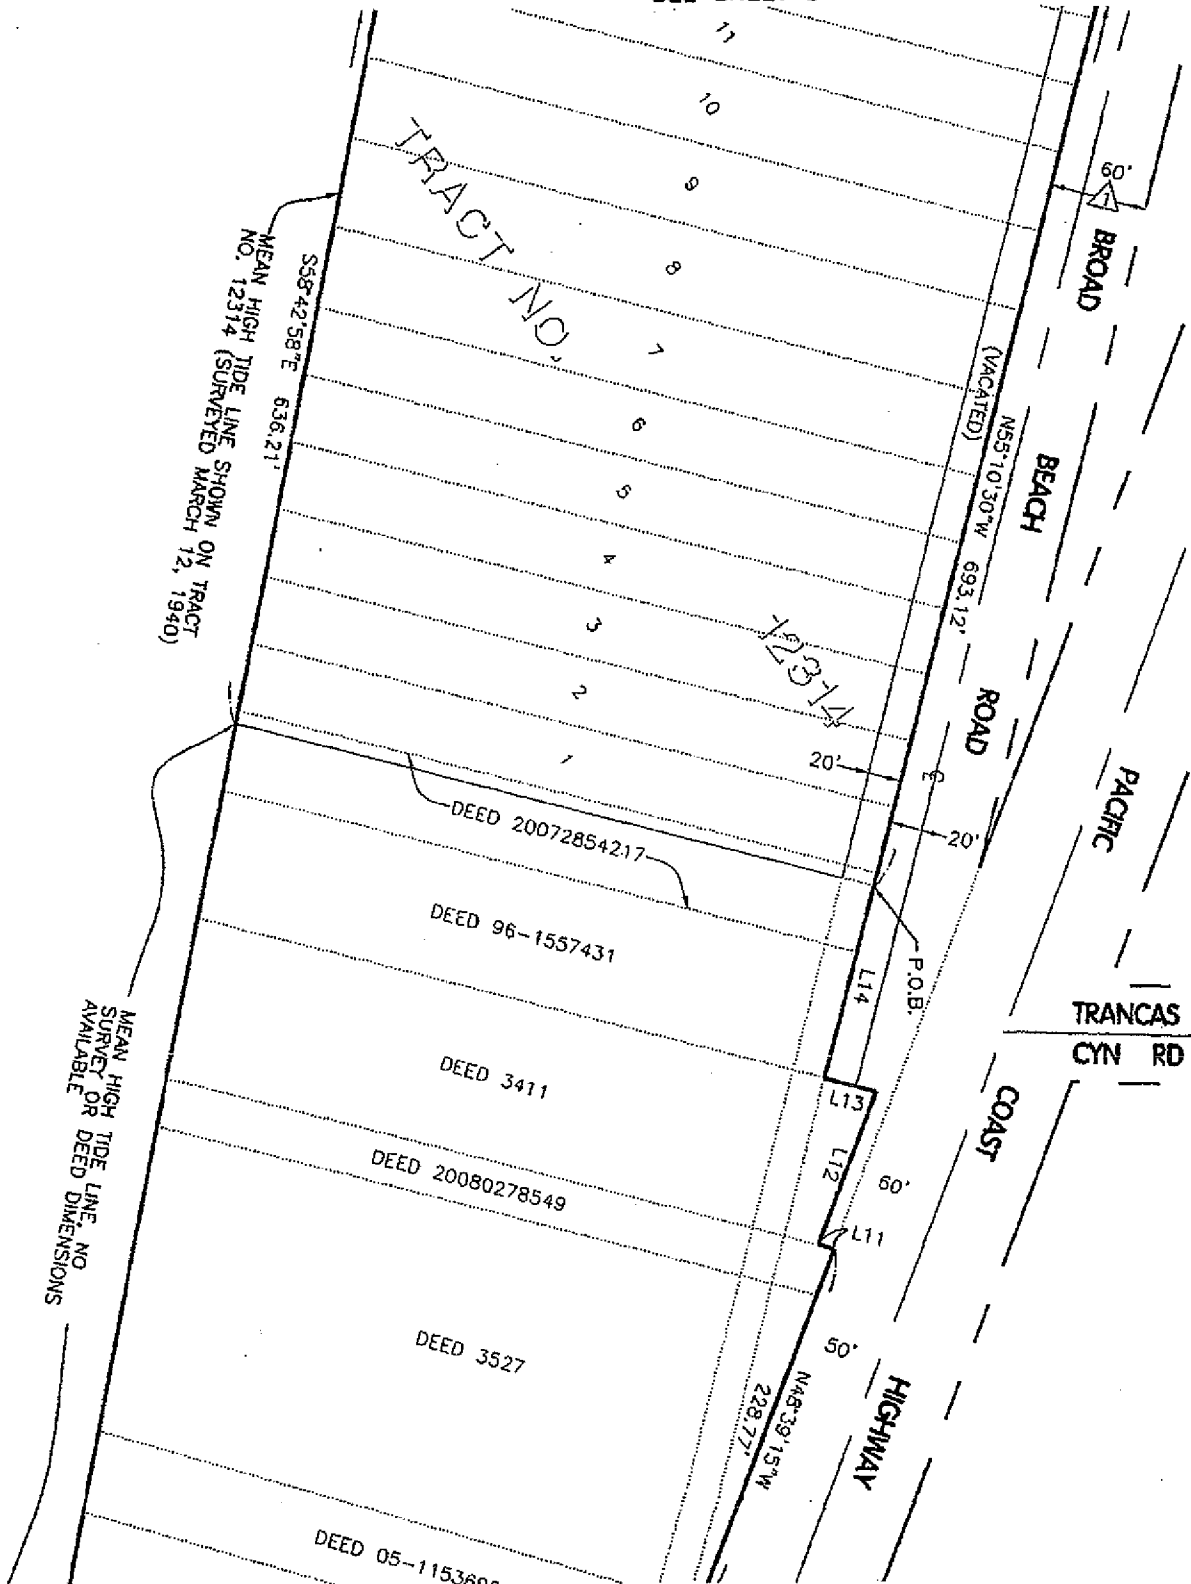 11
10
9
8
7
6
5
4
3
2
1
TRACT NO.
12314
60'
1
BROAD
BEACH
ROAD
(VACATED)
N55°10'30"W 693.12'
S58°42'58"E 636.21'
MEAN HIGH TIDE LINE SHOWN ON TRACT
NO. 12314 (SURVEYED MARCH 12, 1940)
20'
20'
PACIFIC
COAST
HIGHWAY
P.O.B.
TRANCAS
CYN RD
DEED 20072854217
DEED 96-1557431
L14
DEED 3411
L13
L12
60'
DEED 20080278549
L11
DEED 3527
50'
N48°39'15"W
228.77'
MEAN HIGH TIDE LINE, NO
SURVEY OR DEED DIMENSIONS
AVAILABLE
DEED 05-115369